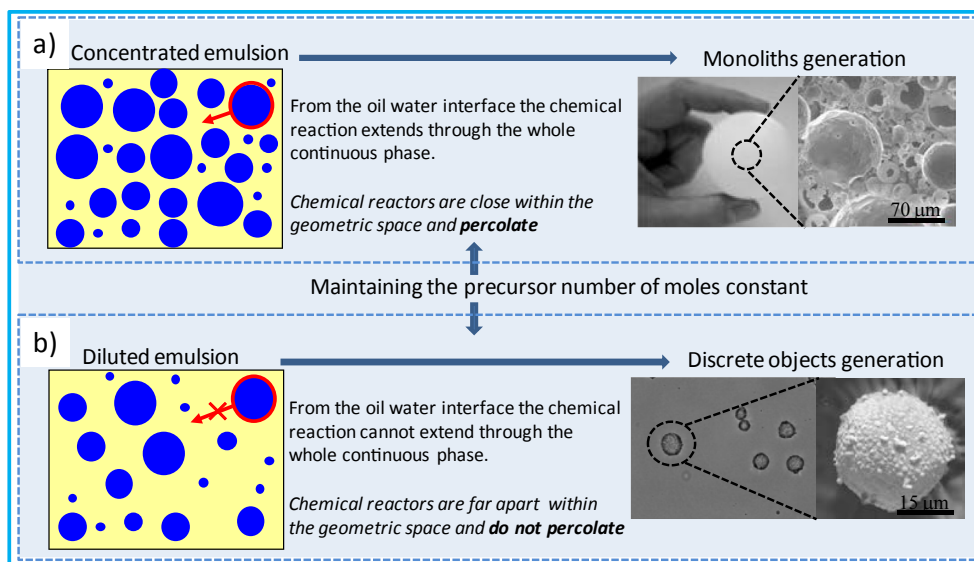 a)
Concentrated emulsion
Monoliths generation
From the oil water interface the chemical
reaction extends through the whole
continuous phase.
Chemical reactors are close within the
geometric space and percolate
70 μm
Maintaining the precursor number of moles constant
b)
Diluted emulsion
Discrete objects generation
From the oil water interface the chemical
reaction cannot extend through the
whole continuous phase.
Chemical reactors are far apart within
the geometric space and do not percolate
15 μm